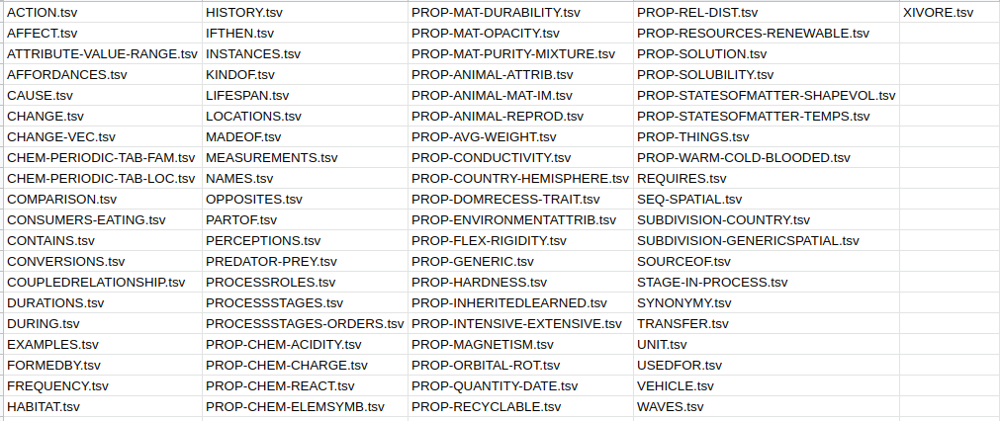 ACTION.tsv HISTORY.tsv PROP-MAT-DURABILITY.tsv PROP-REL-DIST.tsv XIVORE.tsv
AFFECT.tsv IFTHEN.tsv PROP-MAT-OPACITY.tsv PROP-RESOURCES-RENEWABLE.tsv
ATTRIBUTE-VALUE-RANGE.tsv INSTANCES.tsv PROP-MAT-PURITY-MIXTURE.tsv PROP-SOLUTION.tsv
AFFORDANCES.tsv KINDOF.tsv PROP-ANIMAL-ATTRIB.tsv PROP-SOLUBILITY.tsv
CAUSE.tsv LIFESPAN.tsv PROP-ANIMAL-MAT-IM.tsv PROP-STATESOFMATTER-SHAPEVOL.tsv
CHANGE.tsv LOCATIONS.tsv PROP-ANIMAL-REPROD.tsv PROP-STATESOFMATTER-TEMPS.tsv
CHANGE-VEC.tsv MADEOF.tsv PROP-AVG-WEIGHT.tsv PROP-THINGS.tsv
CHEM-PERIODIC-TAB-FAM.tsv MEASUREMENTS.tsv PROP-CONDUCTIVITY.tsv PROP-WARM-COLD-BLOODED.tsv
CHEM-PERIODIC-TAB-LOC.tsv NAMES.tsv PROP-COUNTRY-HEMISPHERE.tsv REQUIRES.tsv
COMPARISON.tsv OPPOSITES.tsv PROP-DOMRECESS-TRAIT.tsv SEQ-SPATIAL.tsv
CONSUMERS-EATING.tsv PARTOF.tsv PROP-ENVIRONMENTATTRIB.tsv SUBDIVISION-COUNTRY.tsv
CONTAINS.tsv PERCEPTIONS.tsv PROP-FLEX-RIGIDITY.tsv SUBDIVISION-GENERICSPATIAL.tsv
CONVERSIONS.tsv PREDATOR-PREY.tsv PROP-GENERIC.tsv SOURCEOF.tsv
COUPLEDRELATIONSHIP.tsv PROCESSROLES.tsv PROP-HARDNESS.tsv STAGE-IN-PROCESS.tsv
DURATIONS.tsv PROCESSSTAGES.tsv PROP-INHERITEDLEARNED.tsv SYNONYMY.tsv
DURING.tsv PROCESSSTAGES-ORDERS.tsv PROP-INTENSIVE-EXTENSIVE.tsv TRANSFER.tsv
EXAMPLES.tsv PROP-CHEM-ACIDITY.tsv PROP-MAGNETISM.tsv UNIT.tsv
FORMEDBY.tsv PROP-CHEM-CHARGE.tsv PROP-ORBITAL-ROT.tsv USEDFOR.tsv
FREQUENCY.tsv PROP-CHEM-REACT.tsv PROP-QUANTITY-DATE.tsv VEHICLE.tsv
HABITAT.tsv PROP-CHEM-ELEMSYMB.tsv PROP-RECYCLABLE.tsv WAVES.tsv